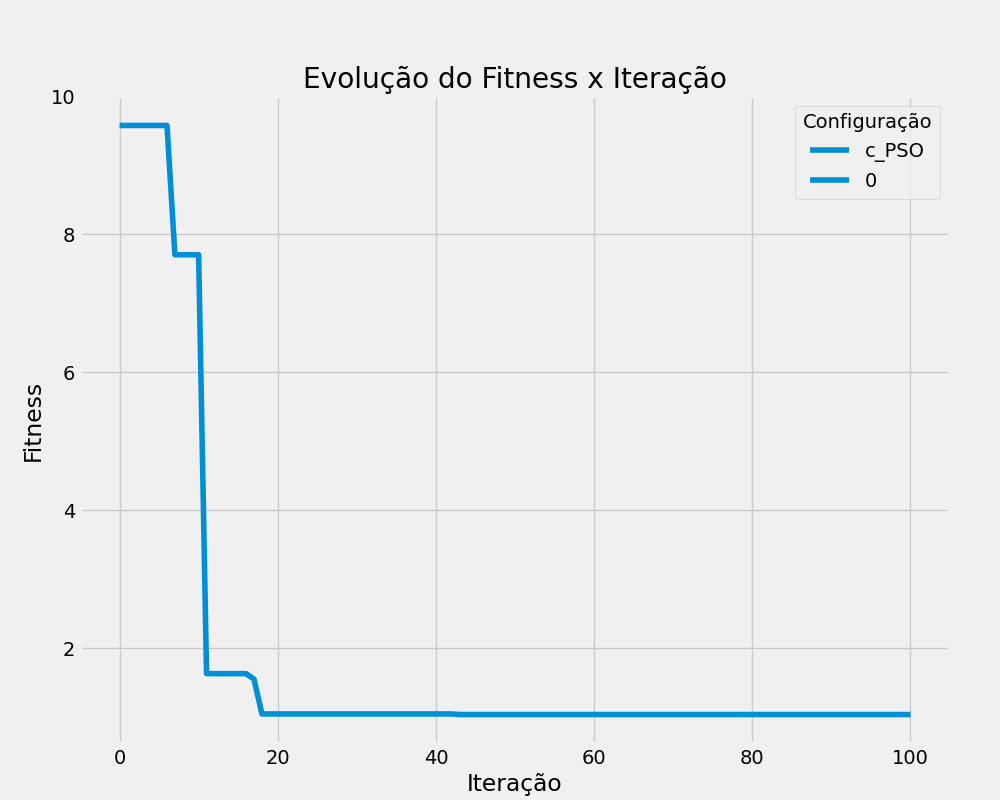 Evolução do Fitness x Iteração
Configuração
c_PSO
0
Fitness
10
8
6
4
2
0 20 40 60 80 100
Iteração